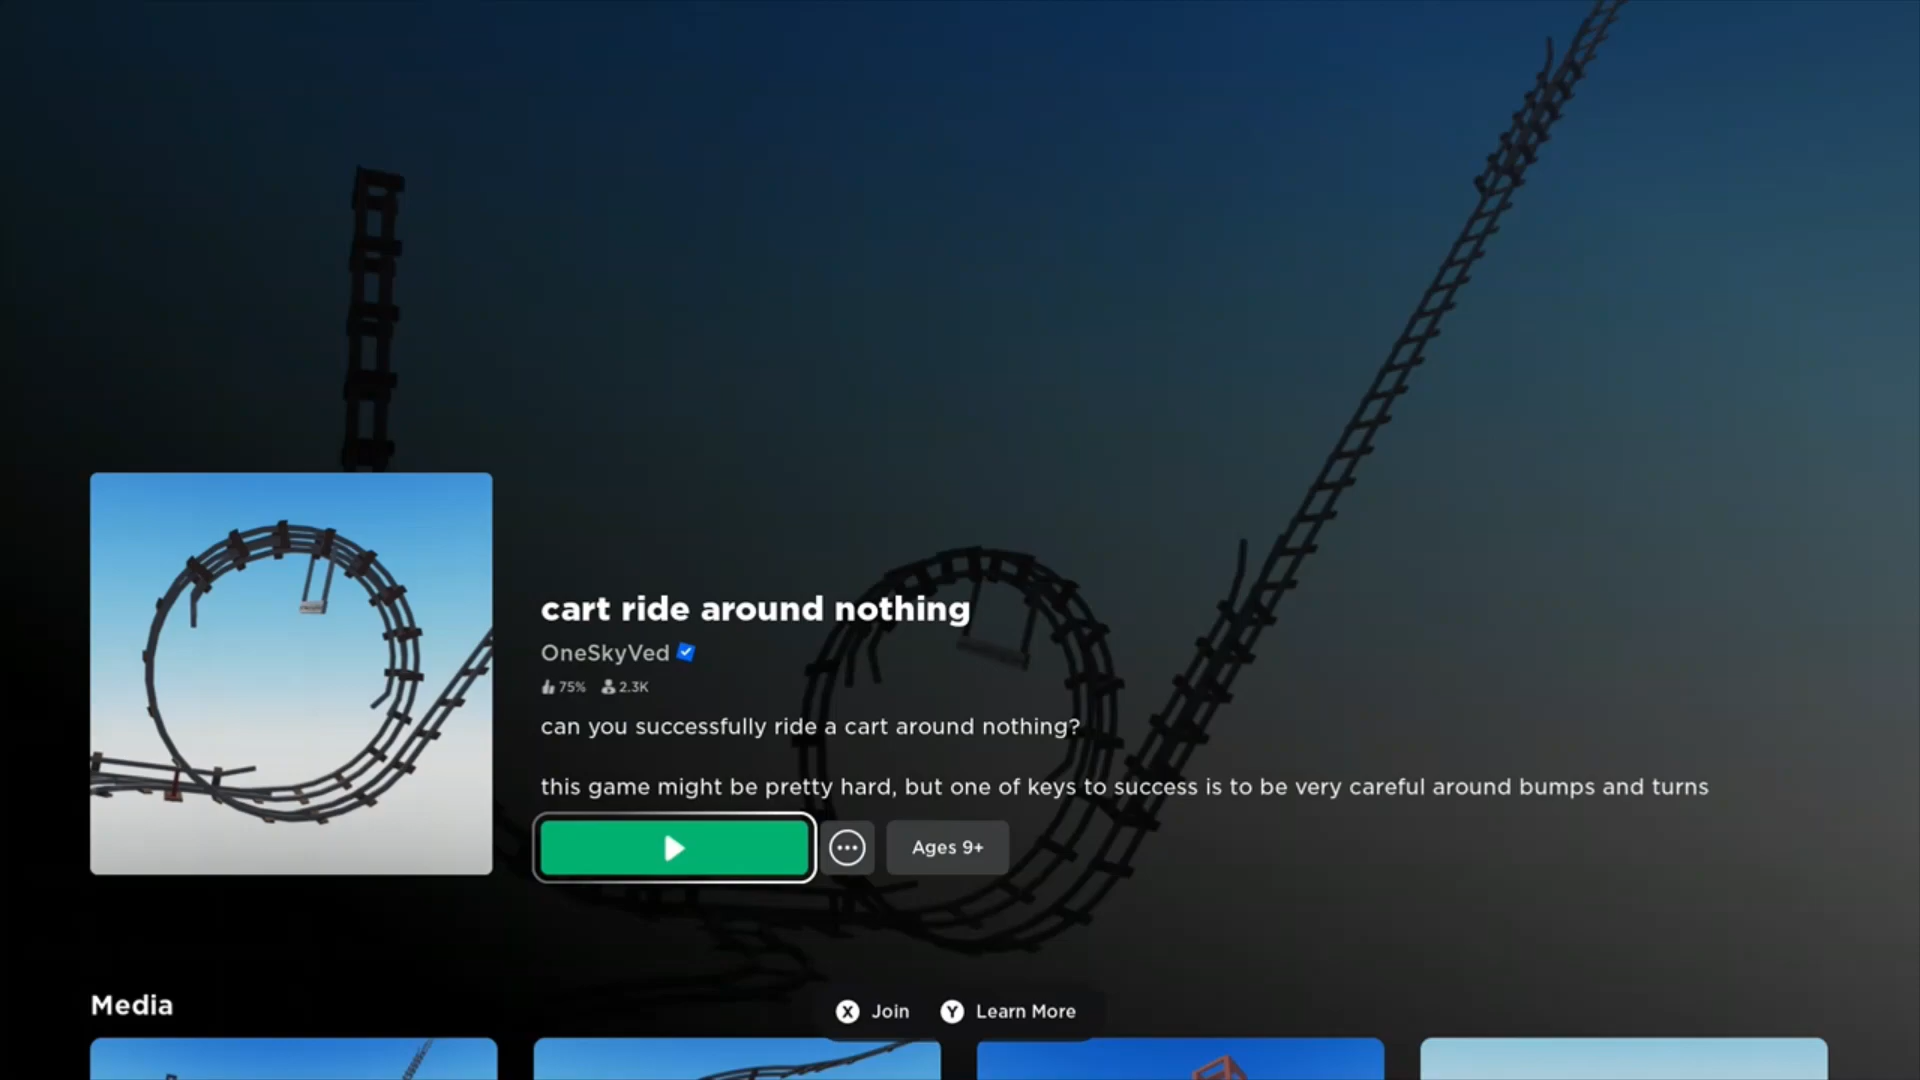 cart ride around nothing
OneSkyVed
75% 2.3K
can you successfully ride a cart around nothing?
this game might be pretty hard, but one of keys to success is to be very careful around bumps and turns
Ages 9+
Media
X Join Y Learn More